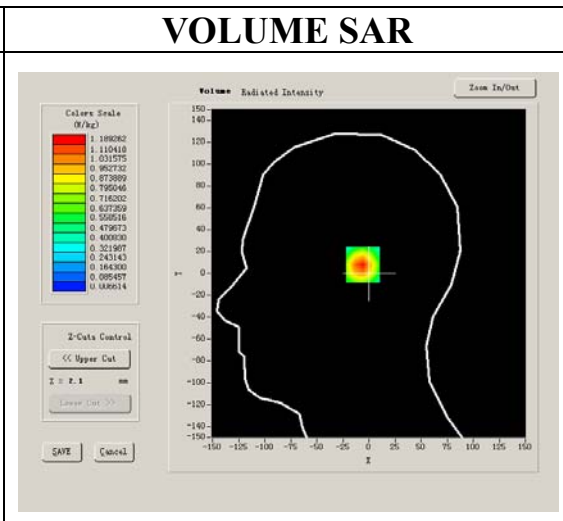 VOLUME SAR
Volume Radiated Intensity
Zoom In/Out
Colors Scale
(W/kg)
1.189262
1.110418
1.031575
0.952732
0.873889
0.795046
0.716202
0.637359
0.558516
0.479673
0.400830
0.321987
0.243143
0.164300
0.085457
0.006614
150
140
120
100
80
60
40
20
0
-20
-40
-60
-80
-100
-120
-140
-150
Y
-150 -125 -100 -75 -50 -25 0 25 50 75 100 125 150
X
Z-Cuts Control
<< Upper Cut
Z = 2.1 mm
Lower Cut >>
SAVE
Cancel